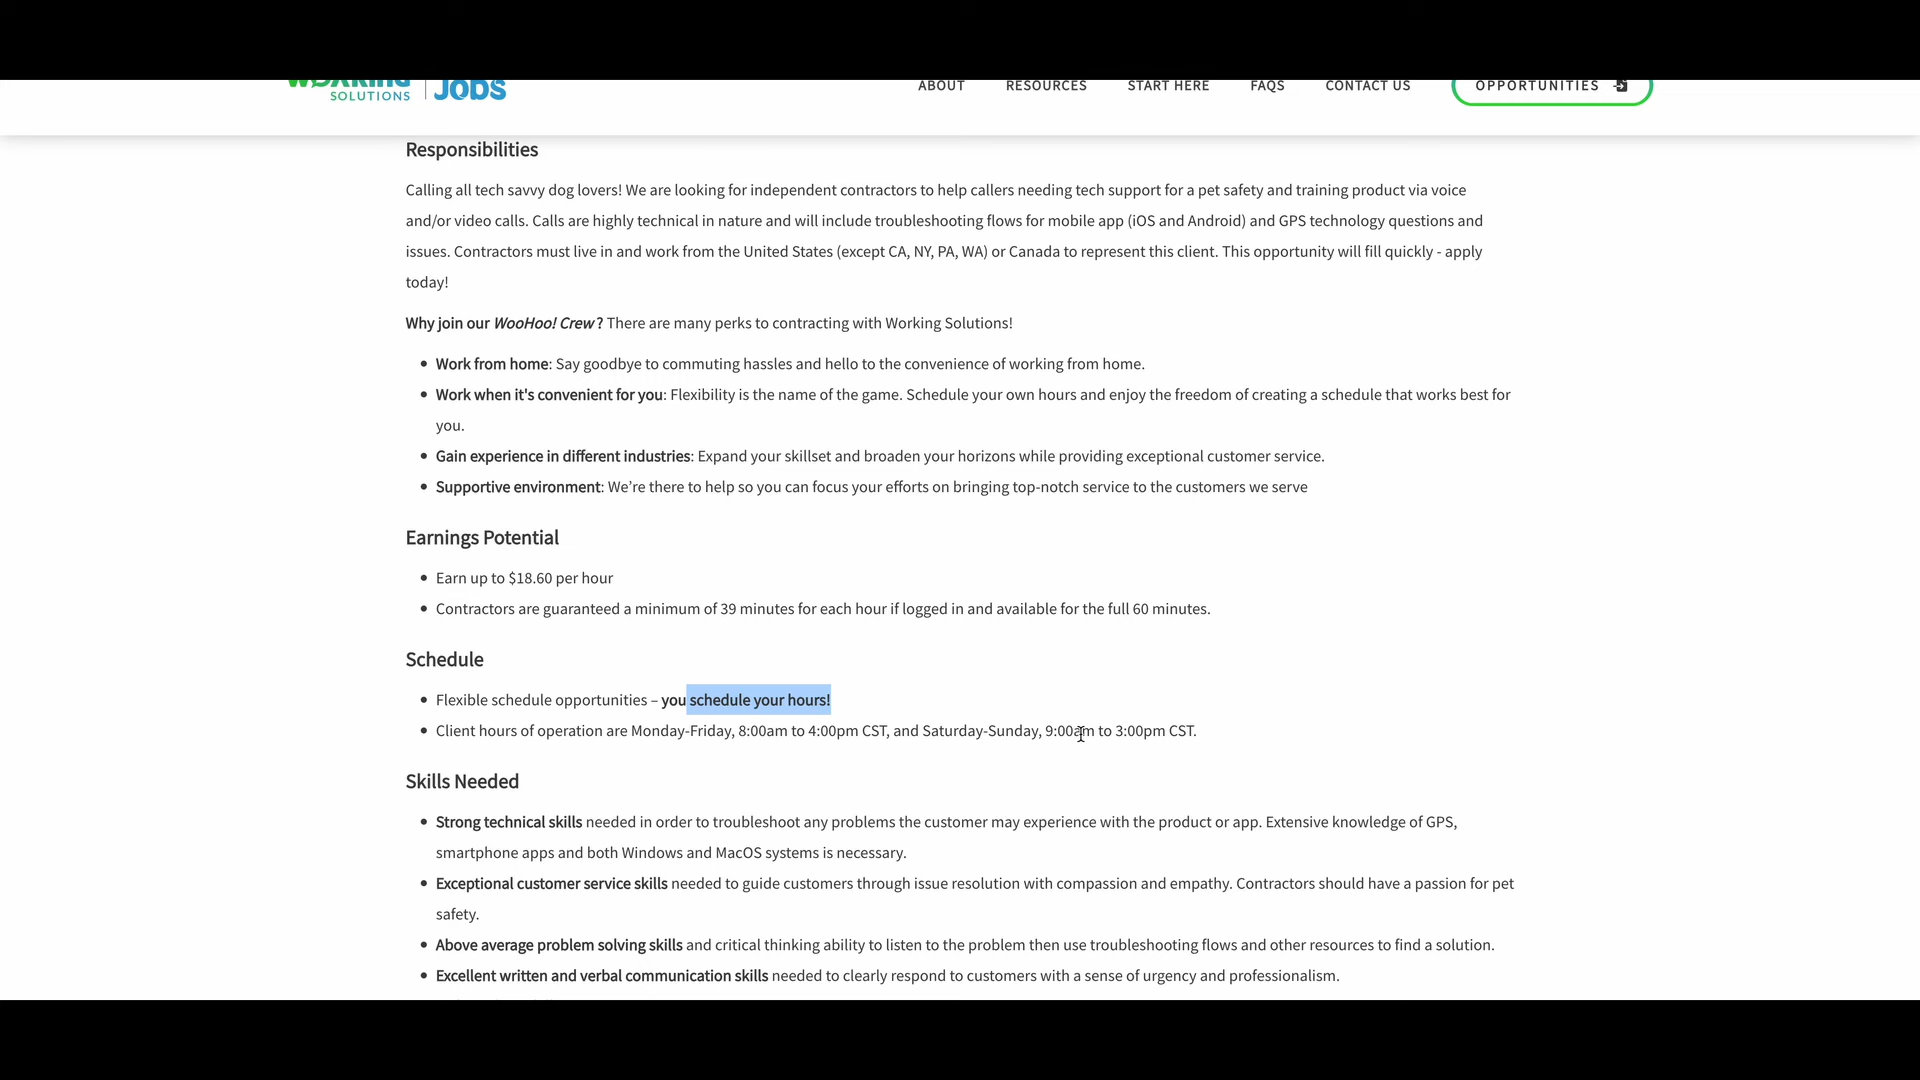 WORKING
SOLUTIONS
JOBS
ABOUT
RESOURCES
START HERE
FAQS
CONTACT US
OPPORTUNITIES
Responsibilities
Calling all tech savvy dog lovers! We are looking for independent contractors to help callers needing tech support for a pet safety and training product via voice
and/or video calls. Calls are highly technical in nature and will include troubleshooting flows for mobile app (iOS and Android) and GPS technology questions and
issues. Contractors must live in and work from the United States (except CA, NY, PA, WA) or Canada to represent this client. This opportunity will fill quickly - apply
today!
Why join our WooHoo! Crew? There are many perks to contracting with Working Solutions!
• Work from home: Say goodbye to commuting hassles and hello to the convenience of working from home.
• Work when it's convenient for you: Flexibility is the name of the game. Schedule your own hours and enjoy the freedom of creating a schedule that works best for
you.
• Gain experience in different industries: Expand your skillset and broaden your horizons while providing exceptional customer service.
• Supportive environment: We’re there to help so you can focus your efforts on bringing top-notch service to the customers we serve
Earnings Potential
• Earn up to $18.60 per hour
• Contractors are guaranteed a minimum of 39 minutes for each hour if logged in and available for the full 60 minutes.
Schedule
• Flexible schedule opportunities – you schedule your hours!
• Client hours of operation are Monday-Friday, 8:00am to 4:00pm CST, and Saturday-Sunday, 9:00am to 3:00pm CST.
Skills Needed
• Strong technical skills needed in order to troubleshoot any problems the customer may experience with the product or app. Extensive knowledge of GPS,
smartphone apps and both Windows and MacOS systems is necessary.
• Exceptional customer service skills needed to guide customers through issue resolution with compassion and empathy. Contractors should have a passion for pet
safety.
• Above average problem solving skills and critical thinking ability to listen to the problem then use troubleshooting flows and other resources to find a solution.
• Excellent written and verbal communication skills needed to clearly respond to customers with a sense of urgency and professionalism.